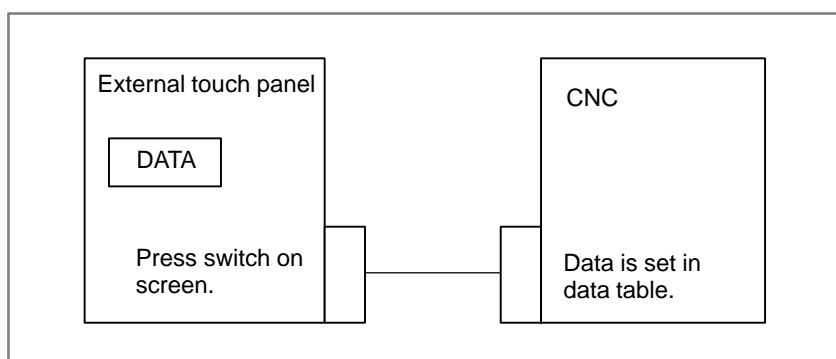 External touch panel
DATA
Press switch on
screen.
CNC
Data is set in
data table.